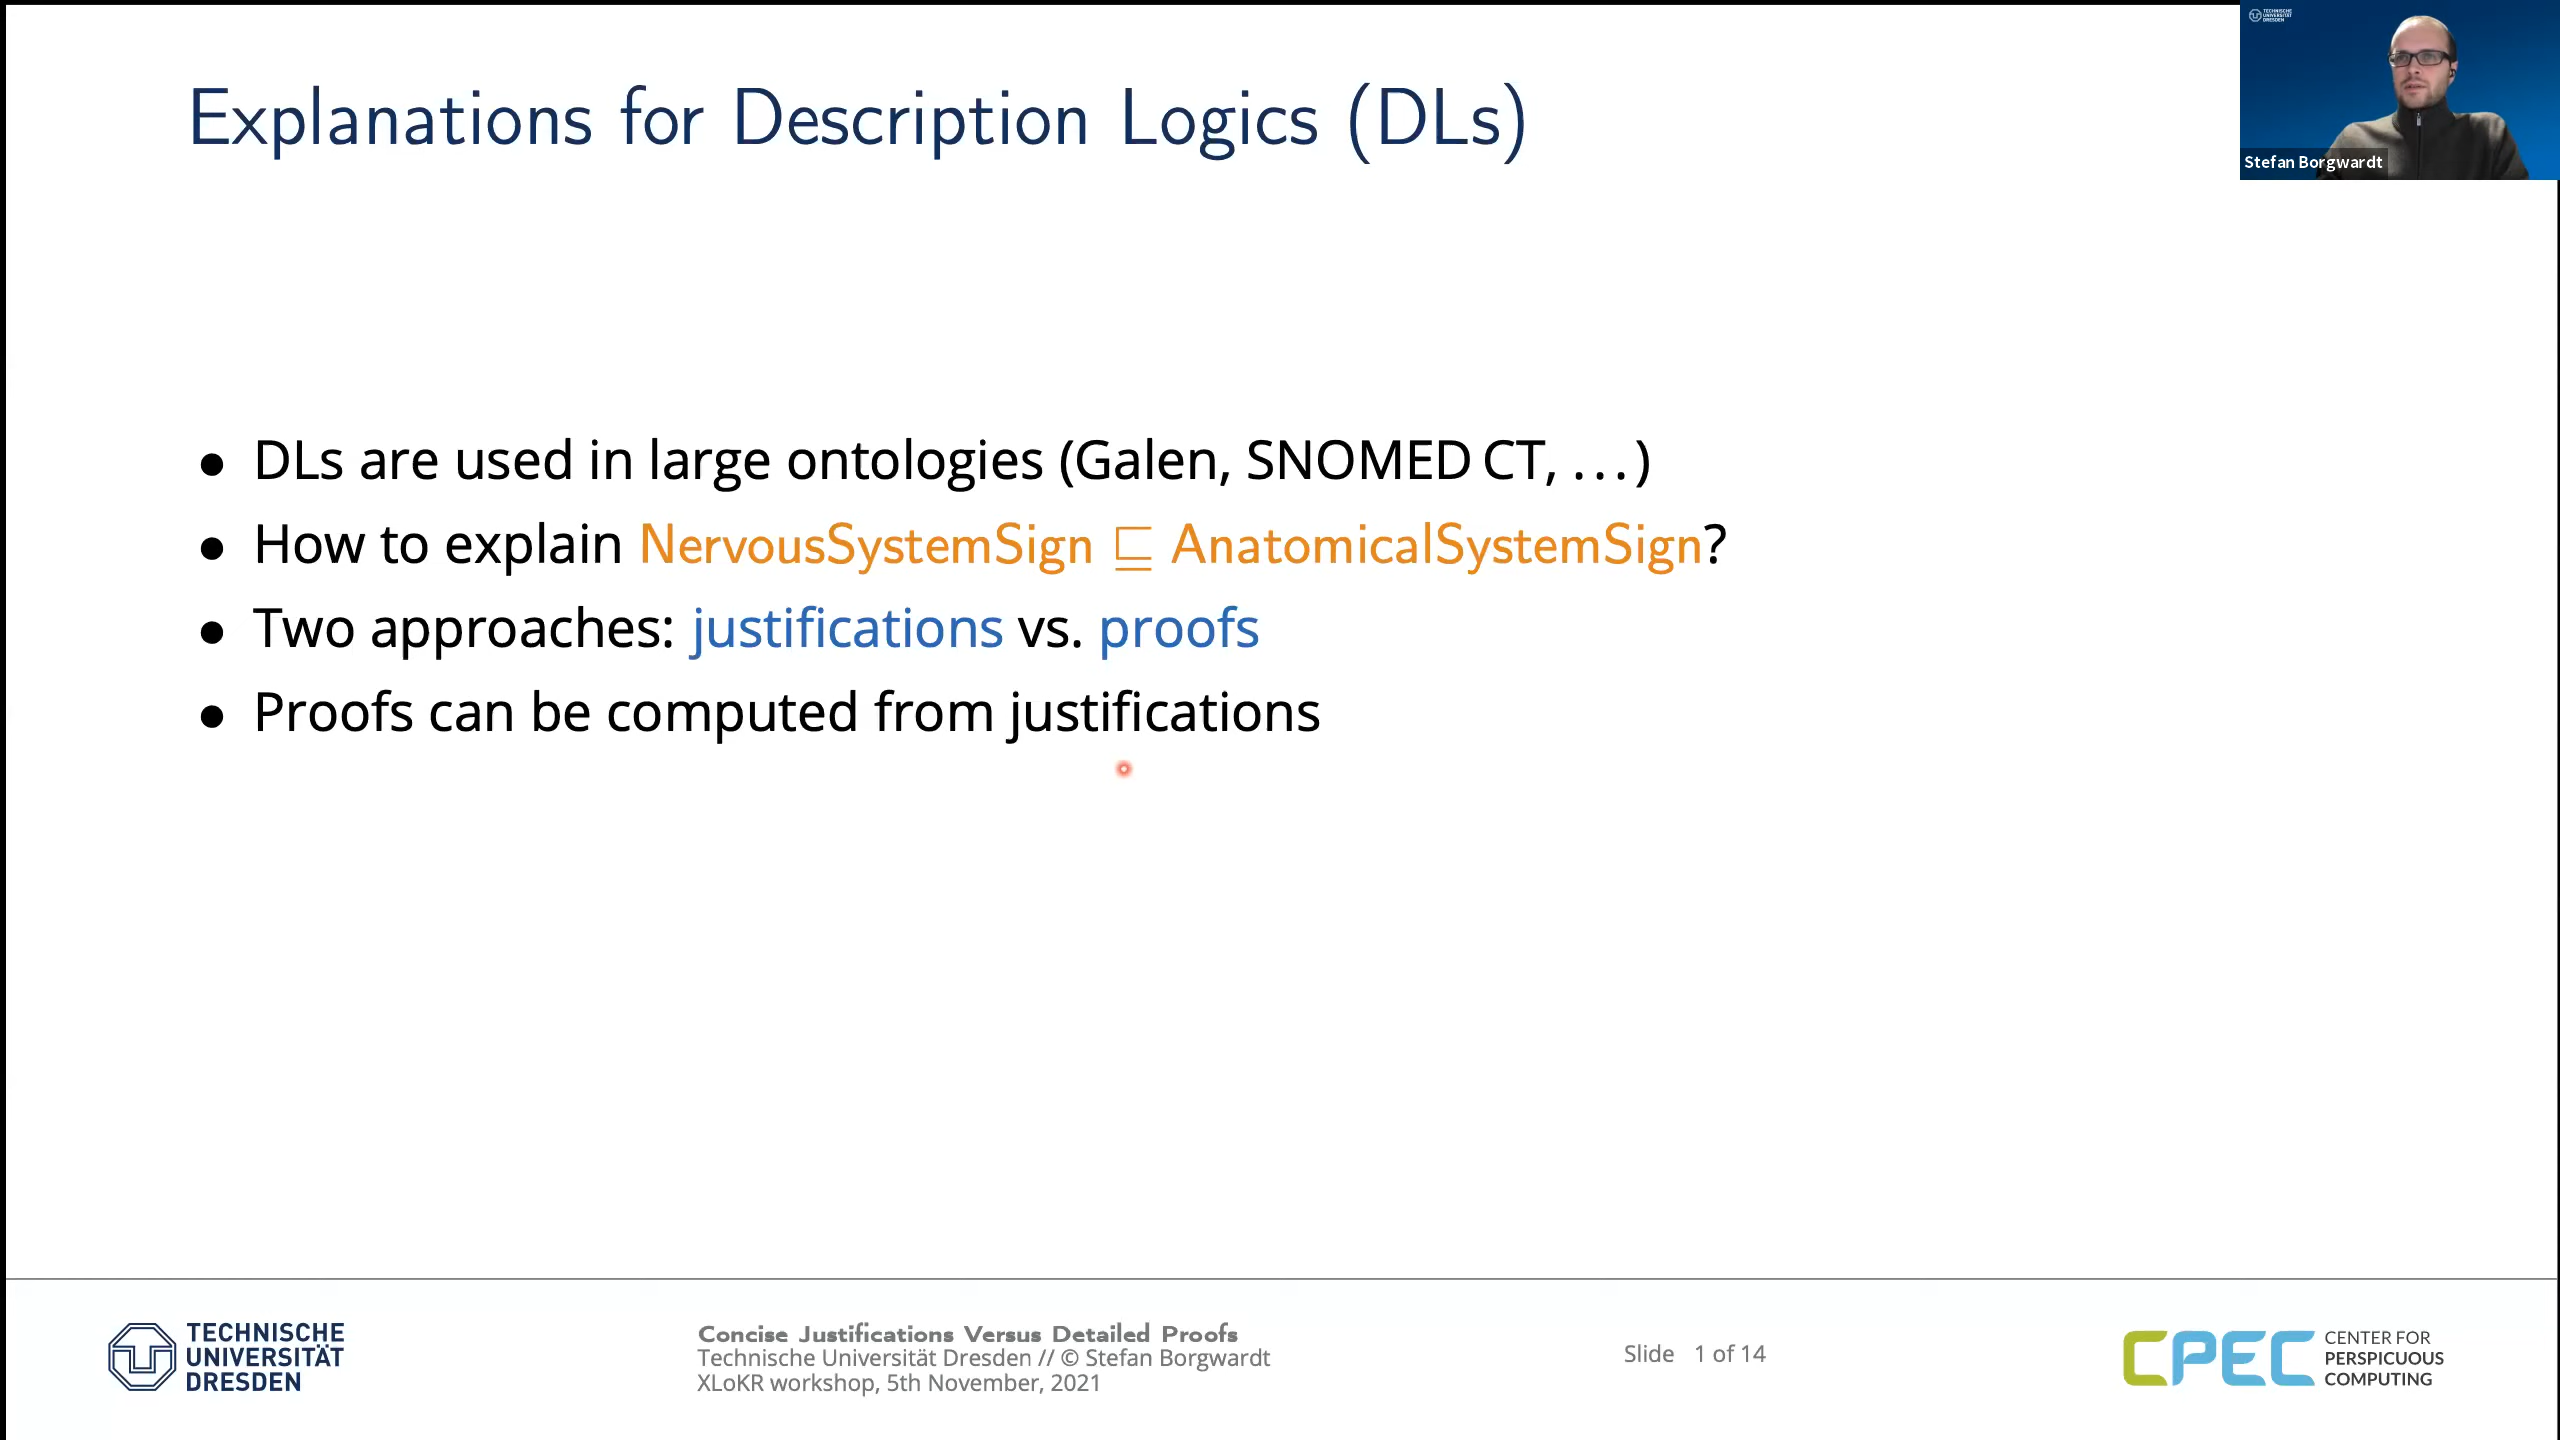 Explanations for Description Logics (DLs)
TECHNISCHE
UNIVERSITÄT
DRESDEN
Stefan Borgwardt
• DLs are used in large ontologies (Galen, SNOMED CT, ...)
• How to explain NervousSystemSign ⊑ AnatomicalSystemSign?
• Two approaches: justifications vs. proofs
• Proofs can be computed from justifications
TECHNISCHE
UNIVERSITÄT
DRESDEN
Concise Justifications Versus Detailed Proofs
Technische Universität Dresden // © Stefan Borgwardt
XLoKR workshop, 5th November, 2021
Slide 1 of 14
CPEC
CENTER FOR
PERSPICUOUS
COMPUTING